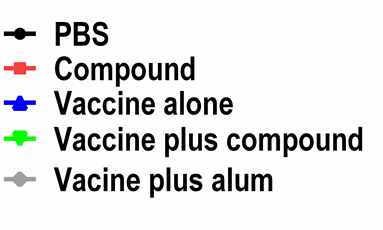 PBS
Compound
Vaccine alone
Vaccine plus compound
Vacine plus alum